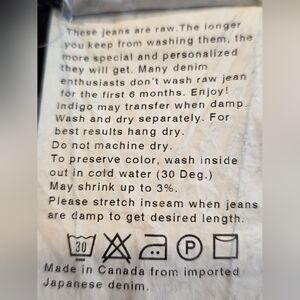 These jeans are raw.The longer
you keep from washing them, the
more special and personalized
they will get. Many denim
enthusiasts don't wash raw jean
for the first 6 months. Enjoy!
Indigo may transfer when damp.
Wash and dry separately. For
best results hang dry.
Do not machine dry.
To preserve color, wash inside
out in cold water (30 Deg.)
May shrink up to 3%.
Please stretch inseam when jeans
are damp to get desired length.
30 P
Made in Canada from imported
Japanese denim.